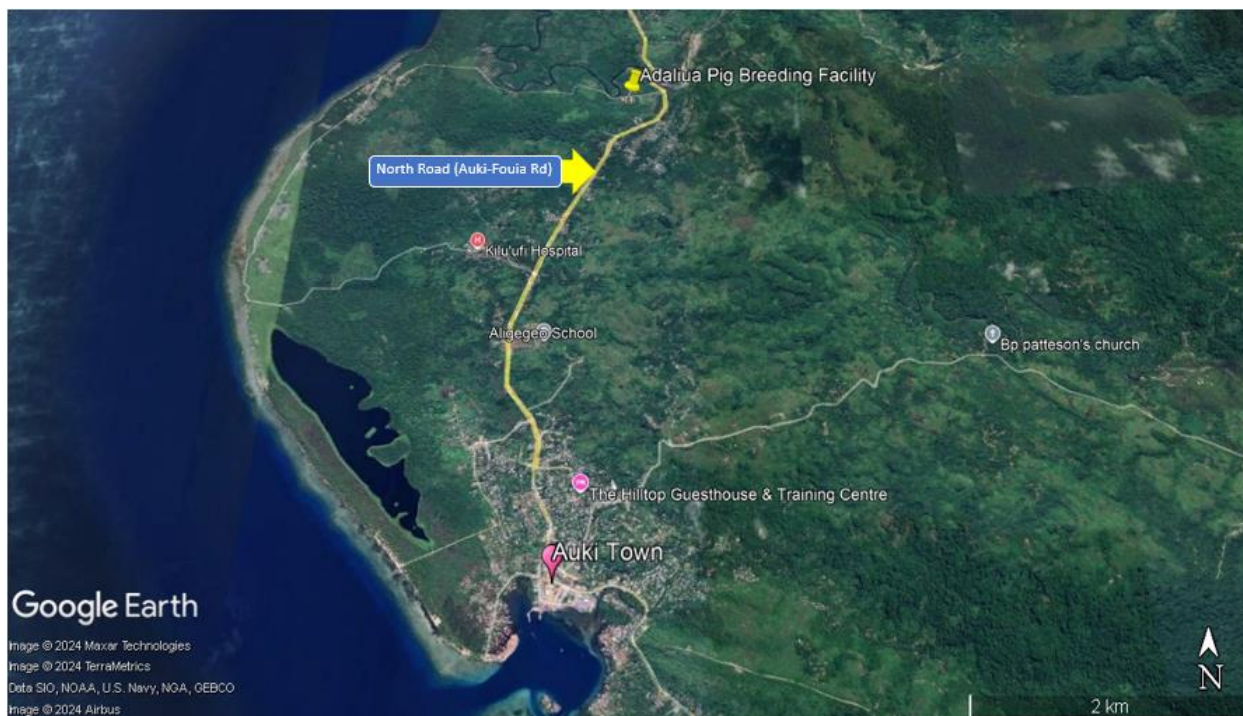 Adaliua Pig Breeding Facility
North Road (Auki-Fouia Rd)
Kilu'ufi Hospital
Aligegeo School
Bp patteson's church
The Hilltop Guesthouse & Training Centre
Auki Town
Google Earth
Image © 2024 Maxar Technologies
Image © 2024 TerraMetrics
Data SIO, NOAA, U.S. Navy, NGA, GEBCO
Image © 2024 Airbus
N
2 km